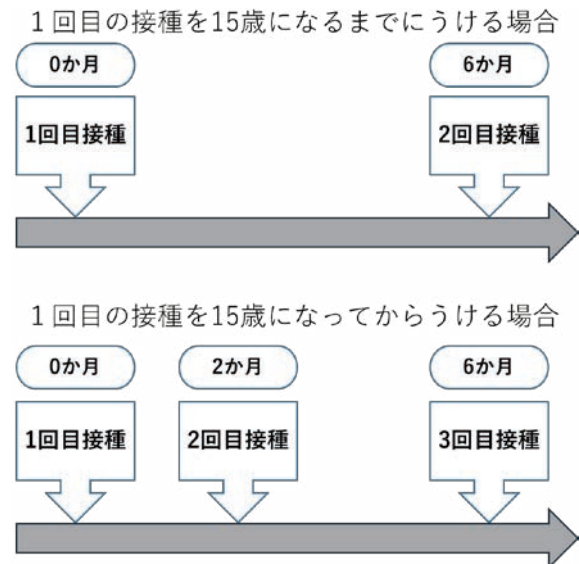 １回目の接種を15歳になるまでにうける場合
0か月
6か月
1回目接種
2回目接種
１回目の接種を15歳になってからうける場合
0か月
2か月
6か月
1回目接種
2回目接種
3回目接種